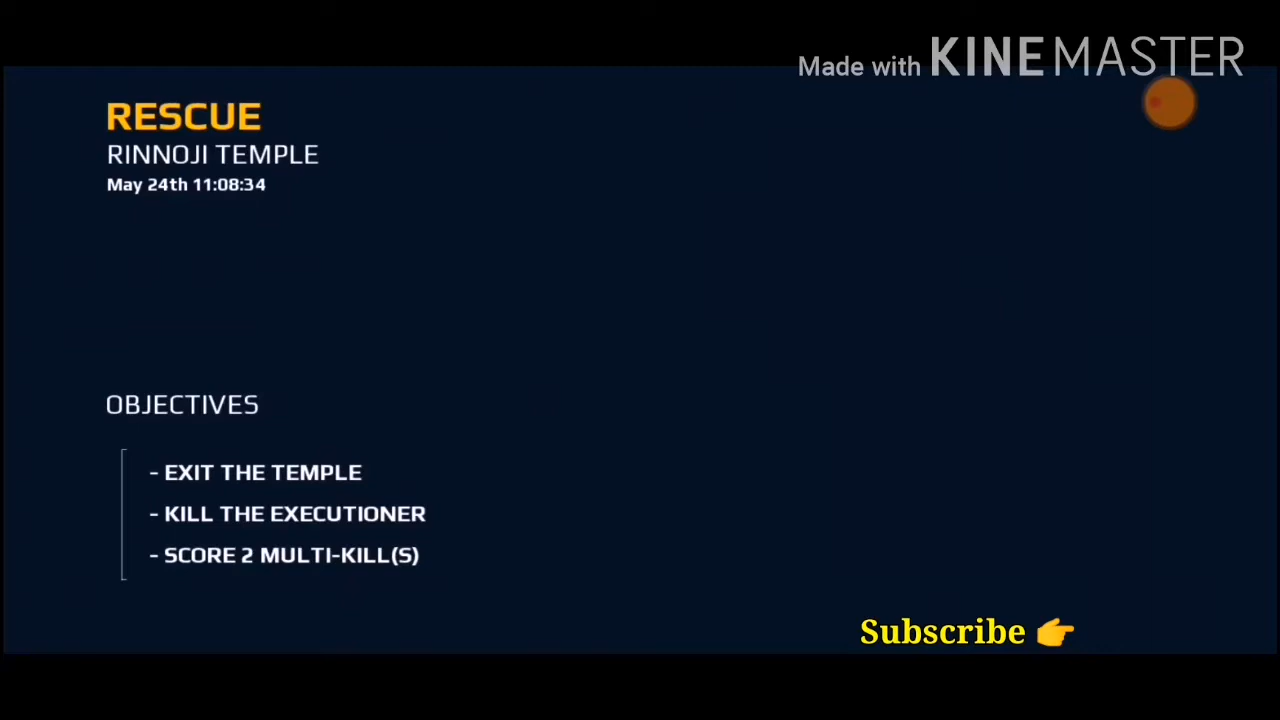 Made with KINEMASTER
RESCUE
RINNOJI TEMPLE
May 24th 11:08:34
OBJECTIVES
- EXIT THE TEMPLE
- KILL THE EXECUTIONER
- SCORE 2 MULTI-KILL(S)
Subscribe 👉